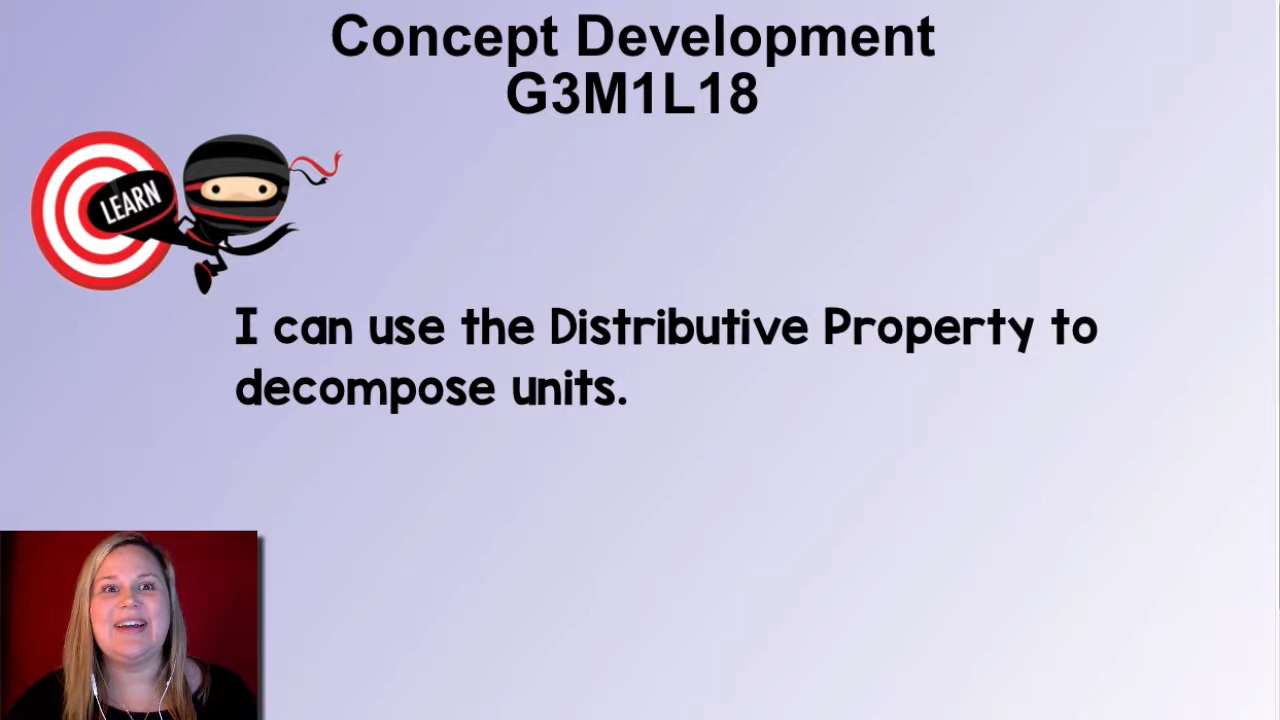 Concept Development
G3M1L18
LEARN
I can use the Distributive Property to
decompose units.